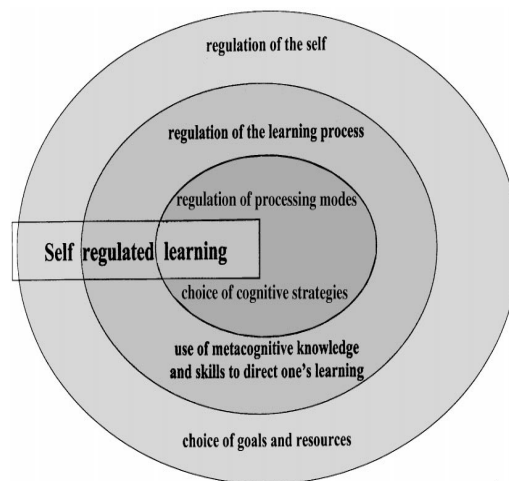 regulation of the self
regulation of the learning process
regulation of processing modes
Self regulated learning
choice of cognitive strategies
use of metacognitive knowledge
and skills to direct one's learning
choice of goals and resources